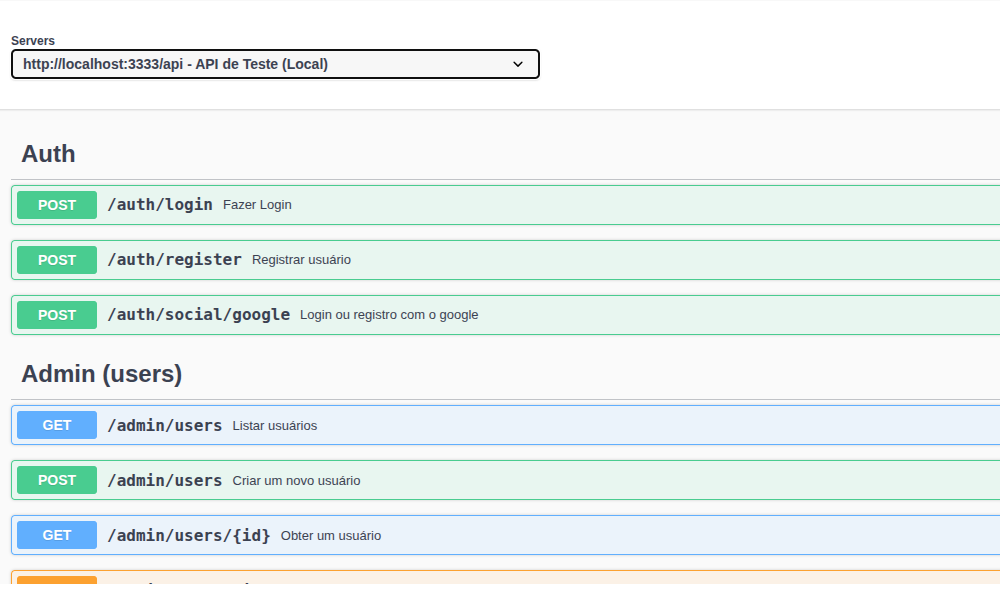 Servers
http://localhost:3333/api - API de Teste (Local)
Auth
POST /auth/login Fazer Login
POST /auth/register Registrar usuário
POST /auth/social/google Login ou registro com o google
Admin (users)
GET /admin/users Listar usuários
POST /admin/users Criar um novo usuário
GET /admin/users/{id} Obter um usuário